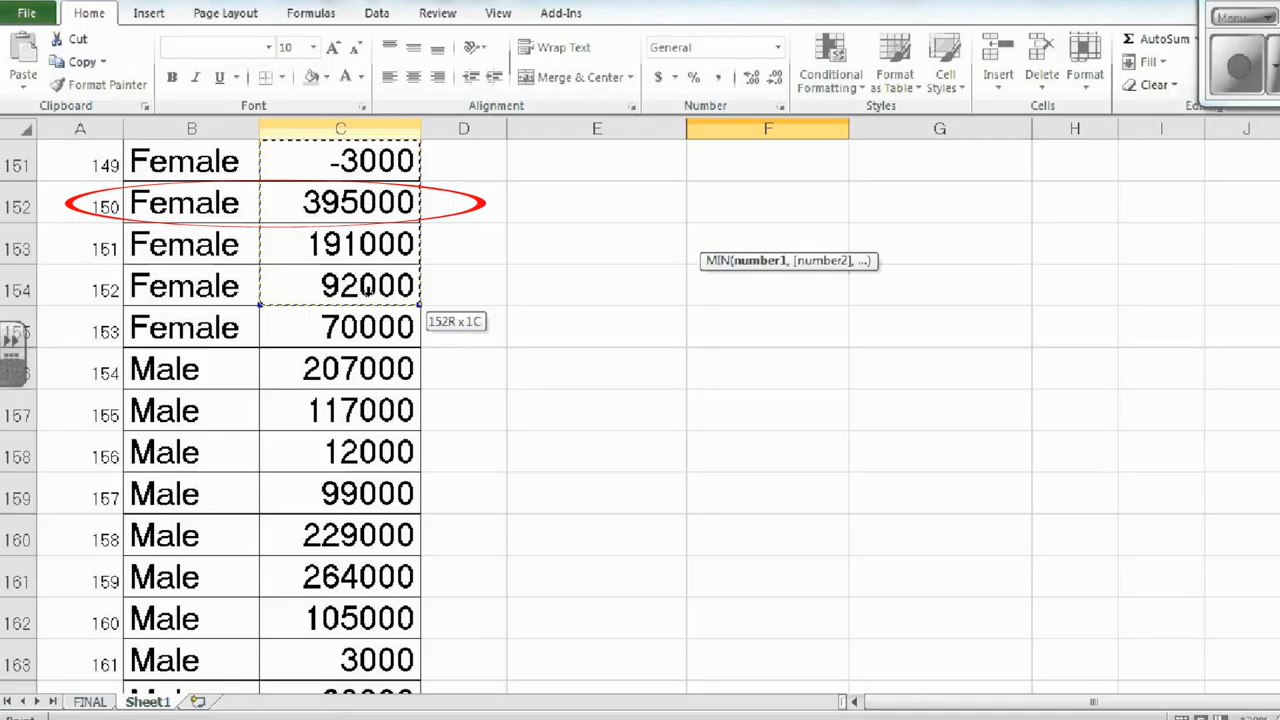 File Home Insert Page Layout Formulas Data Review View Add-Ins
Menu
Paste
Cut
Copy
Format Painter
Clipboard
10
A A
B I U A
Font
Wrap Text
Merge & Center
Alignment
General
$ % ,
Number
Conditional Formatting
Format as Table
Cell Styles
Styles
Insert
Delete
Format
Cells
Σ AutoSum
Fill
Clear
A B C D E F G H I J
151 149 Female -3000
152 150 Female 395000
153 151 Female 191000
MIN(number1, [number2], ...)
154 152 Female 92000
152R x 1C
153 Female 70000
154 Male 207000
157 155 Male 117000
158 156 Male 12000
159 157 Male 99000
160 158 Male 229000
161 159 Male 264000
162 160 Male 105000
163 161 Male 3000
FINAL Sheet1